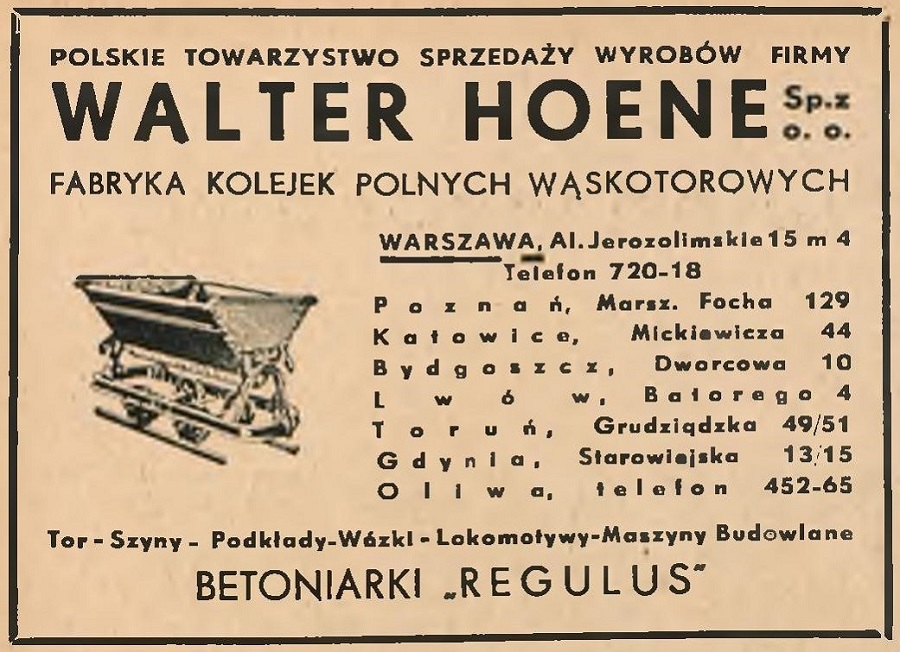 POLSKIE TOWARZYSTWO SPRZEDAŻY WYROBÓW FIRMY
WALTER HOENE Sp. z o. o.
FABRYKA KOLEJEK POLNYCH WĄSKOTOROWYCH
WARSZAWA, Al. Jerozolimskie 15 m 4
Telefon 720-18
Poznań, Marsz. Focha 129
Katowice, Mickiewicza 44
Bydgoszcz, Dworcowa 10
Lwów, Batorego 4
Toruń, Grudziądzka 49/51
Gdynia, Starowiejska 13/15
Oliwa, telefon 452-65
Tor - Szyny - Podkłady - Wózki - Lokomotywy - Maszyny Budowlane
BETONIARKI „REGULUS"